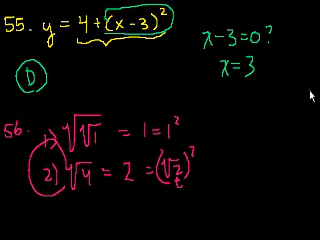 55. y = 4 + (x - 3)²
x - 3 = 0 ?
x = 3
D
56. 1) √√1 = 1 = 1²
2) √4 = 2 = (√2)²